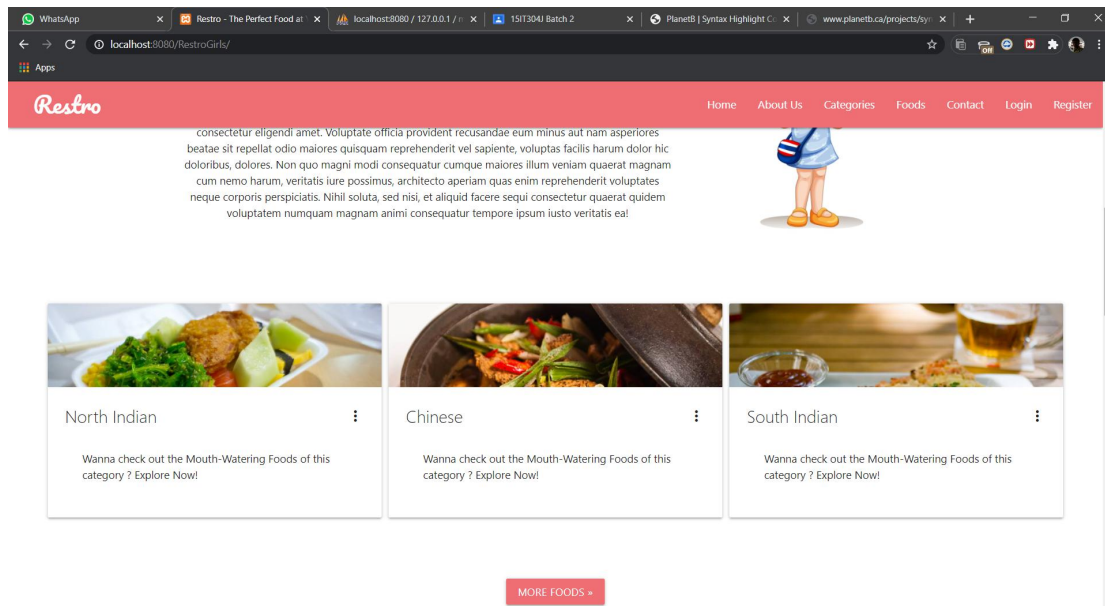 WhatsApp
Restro - The Perfect Food at
localhost:8080 / 127.0.0.1 /
15IT304J Batch 2
PlanetB | Syntax Highlight
www.planetb.ca/projects/syn
localhost:8080/RestroGirls/
Off
Apps
Restro
Home About Us Categories Foods Contact Login Register
consectetur eligendi amet. Voluptate officia provident recusandae eum minus aut nam asperiores
beatae sit repellat odio maiores quisquam reprehenderit vel sapiente, voluptas facilis harum dolor hic
doloribus, dolores. Non quo magni modi consequatur cumque maiores illum veniam quaerat magnam
cum nemo harum, veritatis iure possimus, architecto aperiam quas enim reprehenderit voluptates
neque corporis perspiciatis. Nihil soluta, sed nisi, et aliquid facere sequi consectetur quaerat quidem
voluptatem numquam magnam animi consequatur tempore ipsum iusto veritatis ea!
North Indian
Wanna check out the Mouth-Watering Foods of this
category ? Explore Now!
Chinese
Wanna check out the Mouth-Watering Foods of this
category ? Explore Now!
South Indian
Wanna check out the Mouth-Watering Foods of this
category ? Explore Now!
MORE FOODS »